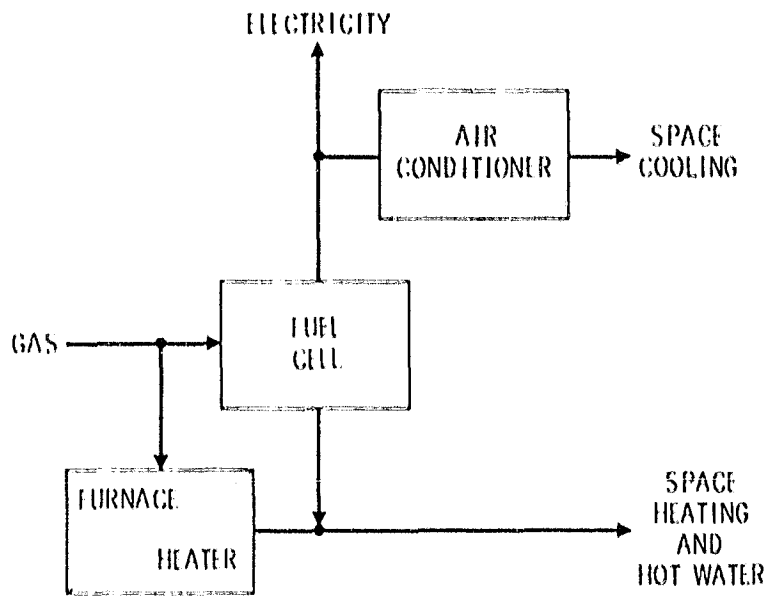 ELECTRICITY
AIR
CONDITIONER
SPACE
COOLING
GAS
FUEL
CELL
FURNACE
HEATER
SPACE
HEATING
AND
HOT WATER